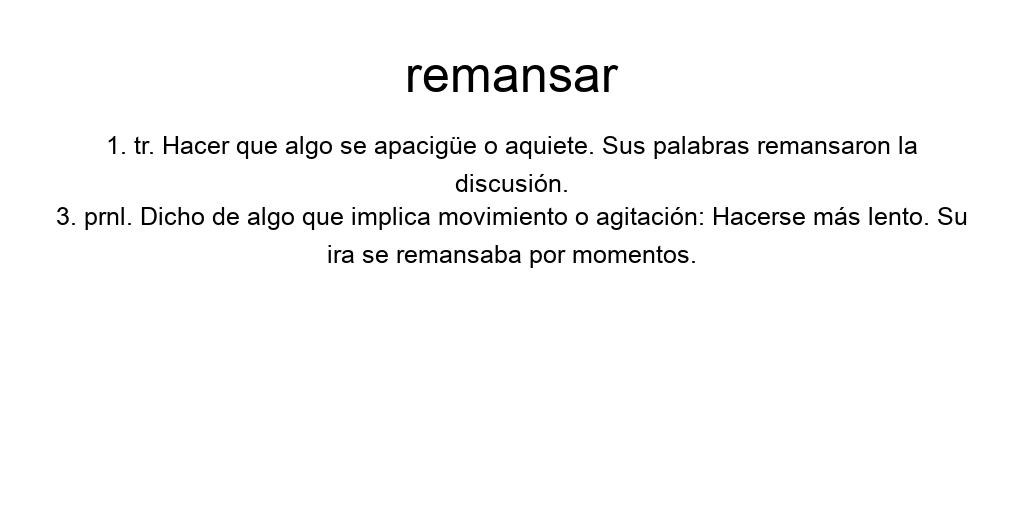 remansar
1. tr. Hacer que algo se apacigüe o aquiete. Sus palabras remansaron la
discusión.
3. prnl. Dicho de algo que implica movimiento o agitación: Hacerse más lento. Su
ira se remansaba por momentos.